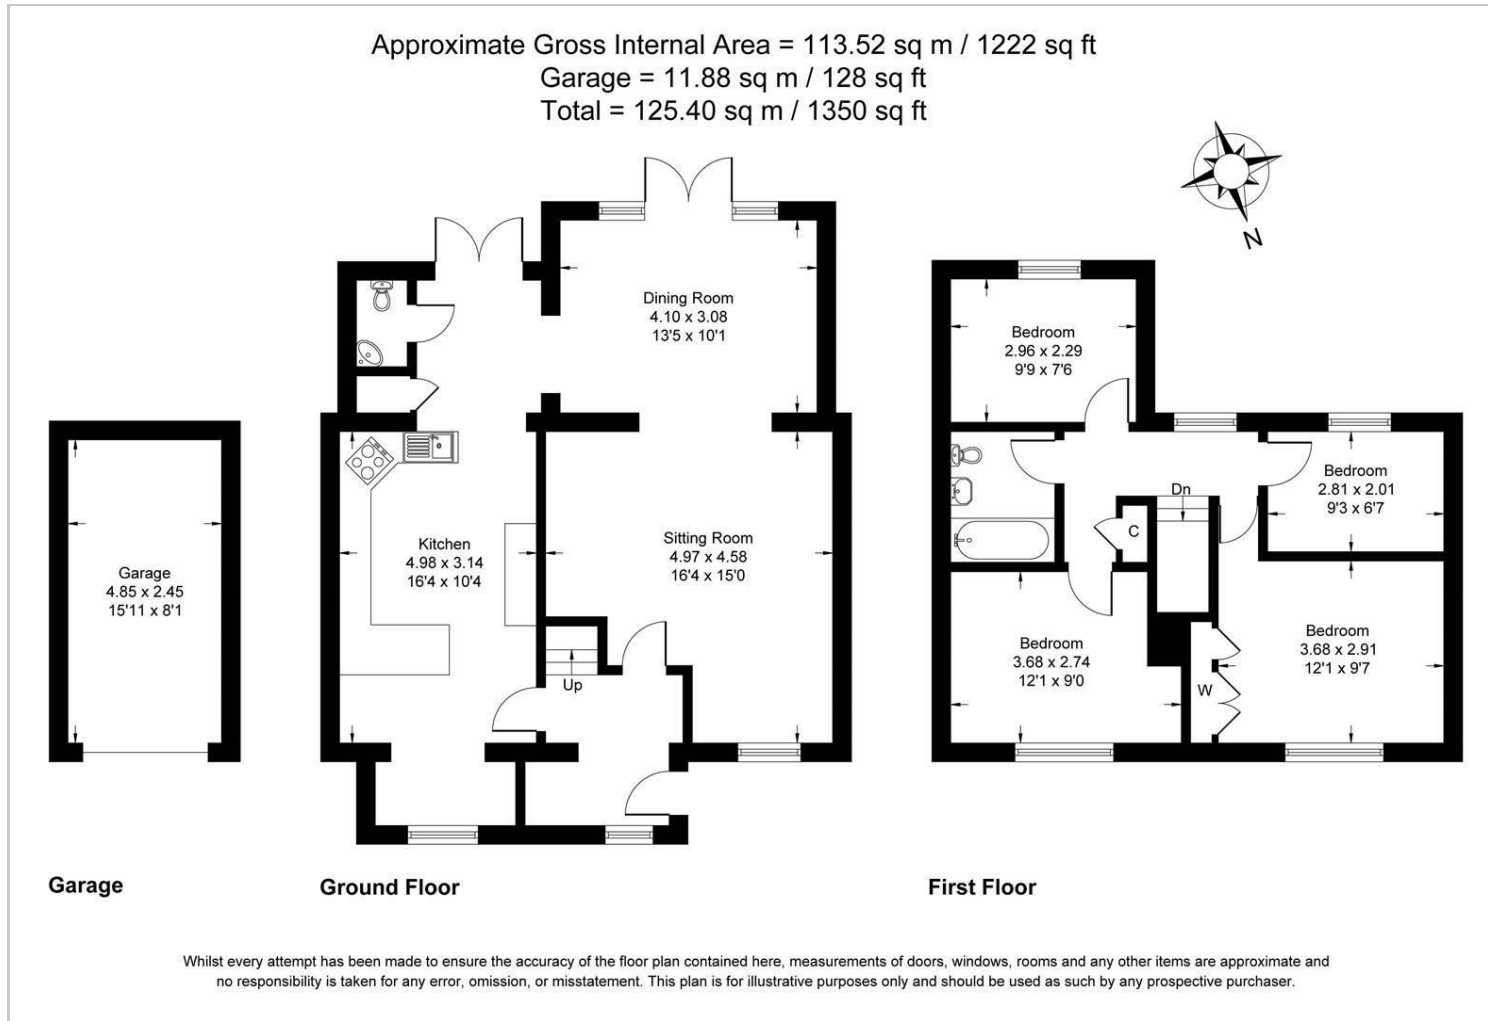 Approximate Gross Internal Area = 113.52 sq m / 1222 sq ft
Garage = 11.88 sq m / 128 sq ft
Total = 125.40 sq m / 1350 sq ft
N
Dining Room
4.10 x 3.08
13'5 x 10'1
Kitchen
4.98 x 3.14
16'4 x 10'4
Sitting Room
4.97 x 4.58
16'4 x 15'0
Up
Garage
4.85 x 2.45
15'11 x 8'1
Bedroom
2.96 x 2.29
9'9 x 7'6
Bedroom
2.81 x 2.01
9'3 x 6'7
Dn
C
Bedroom
3.68 x 2.74
12'1 x 9'0
W
Bedroom
3.68 x 2.91
12'1 x 9'7
Garage
Ground Floor
First Floor
Whilst every attempt has been made to ensure the accuracy of the floor plan contained here, measurements of doors, windows, rooms and any other items are approximate and
no responsibility is taken for any error, omission, or misstatement. This plan is for illustrative purposes only and should be used as such by any prospective purchaser.